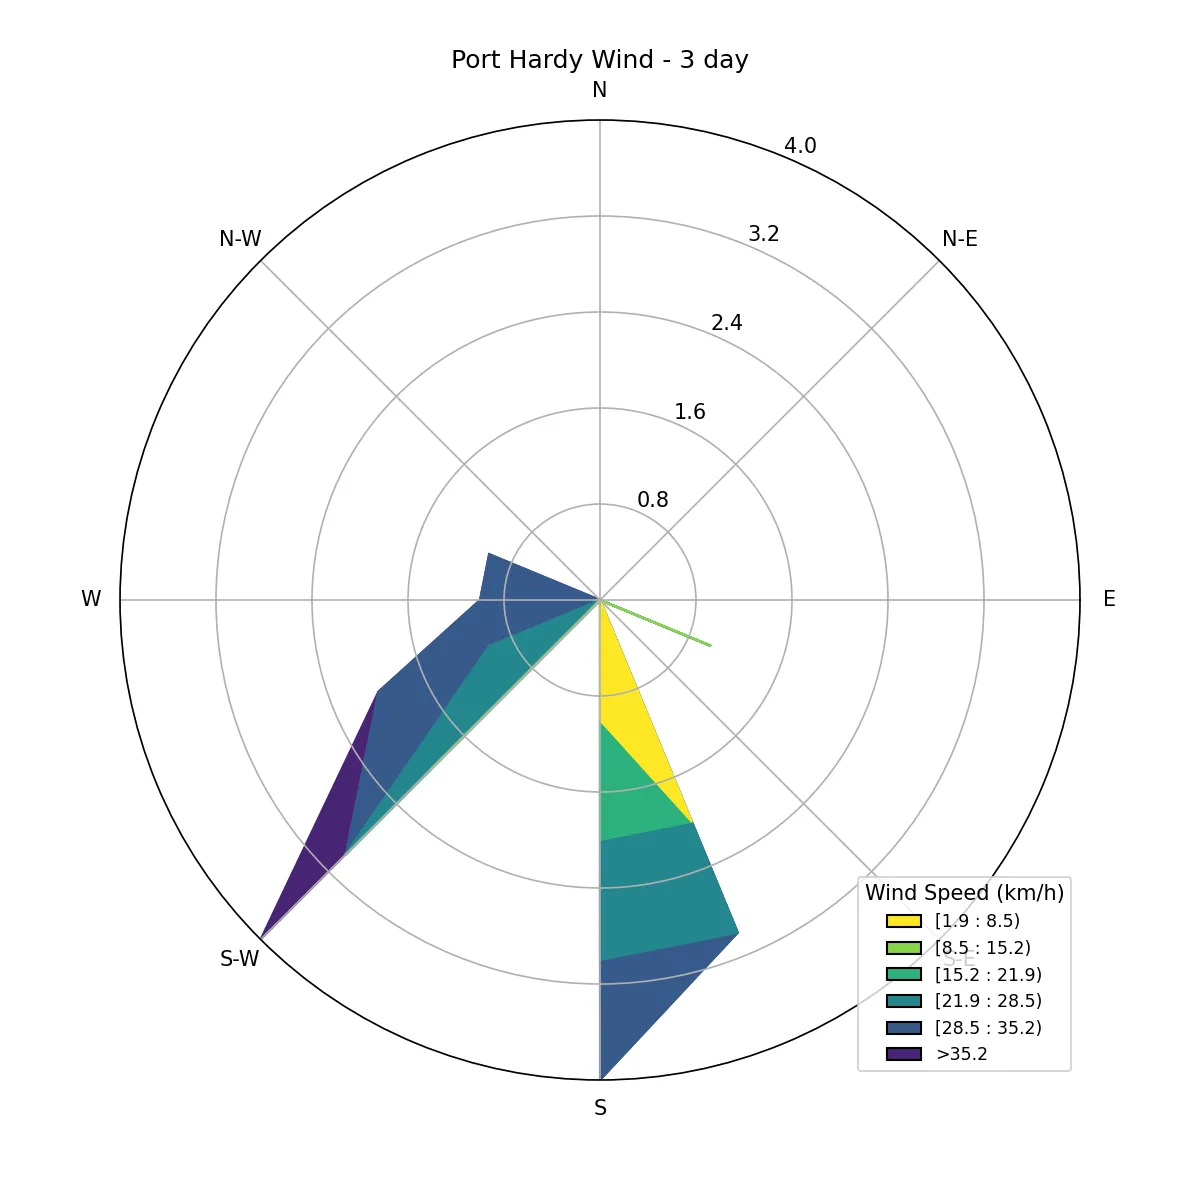 Port Hardy Wind - 3 day
N
4.0
N-W
3.2
N-E
2.4
1.6
0.8
W
E
S-W
S-E
Wind Speed (km/h)
[1.9 : 8.5)
[8.5 : 15.2)
[15.2 : 21.9)
[21.9 : 28.5)
[28.5 : 35.2)
>35.2
S